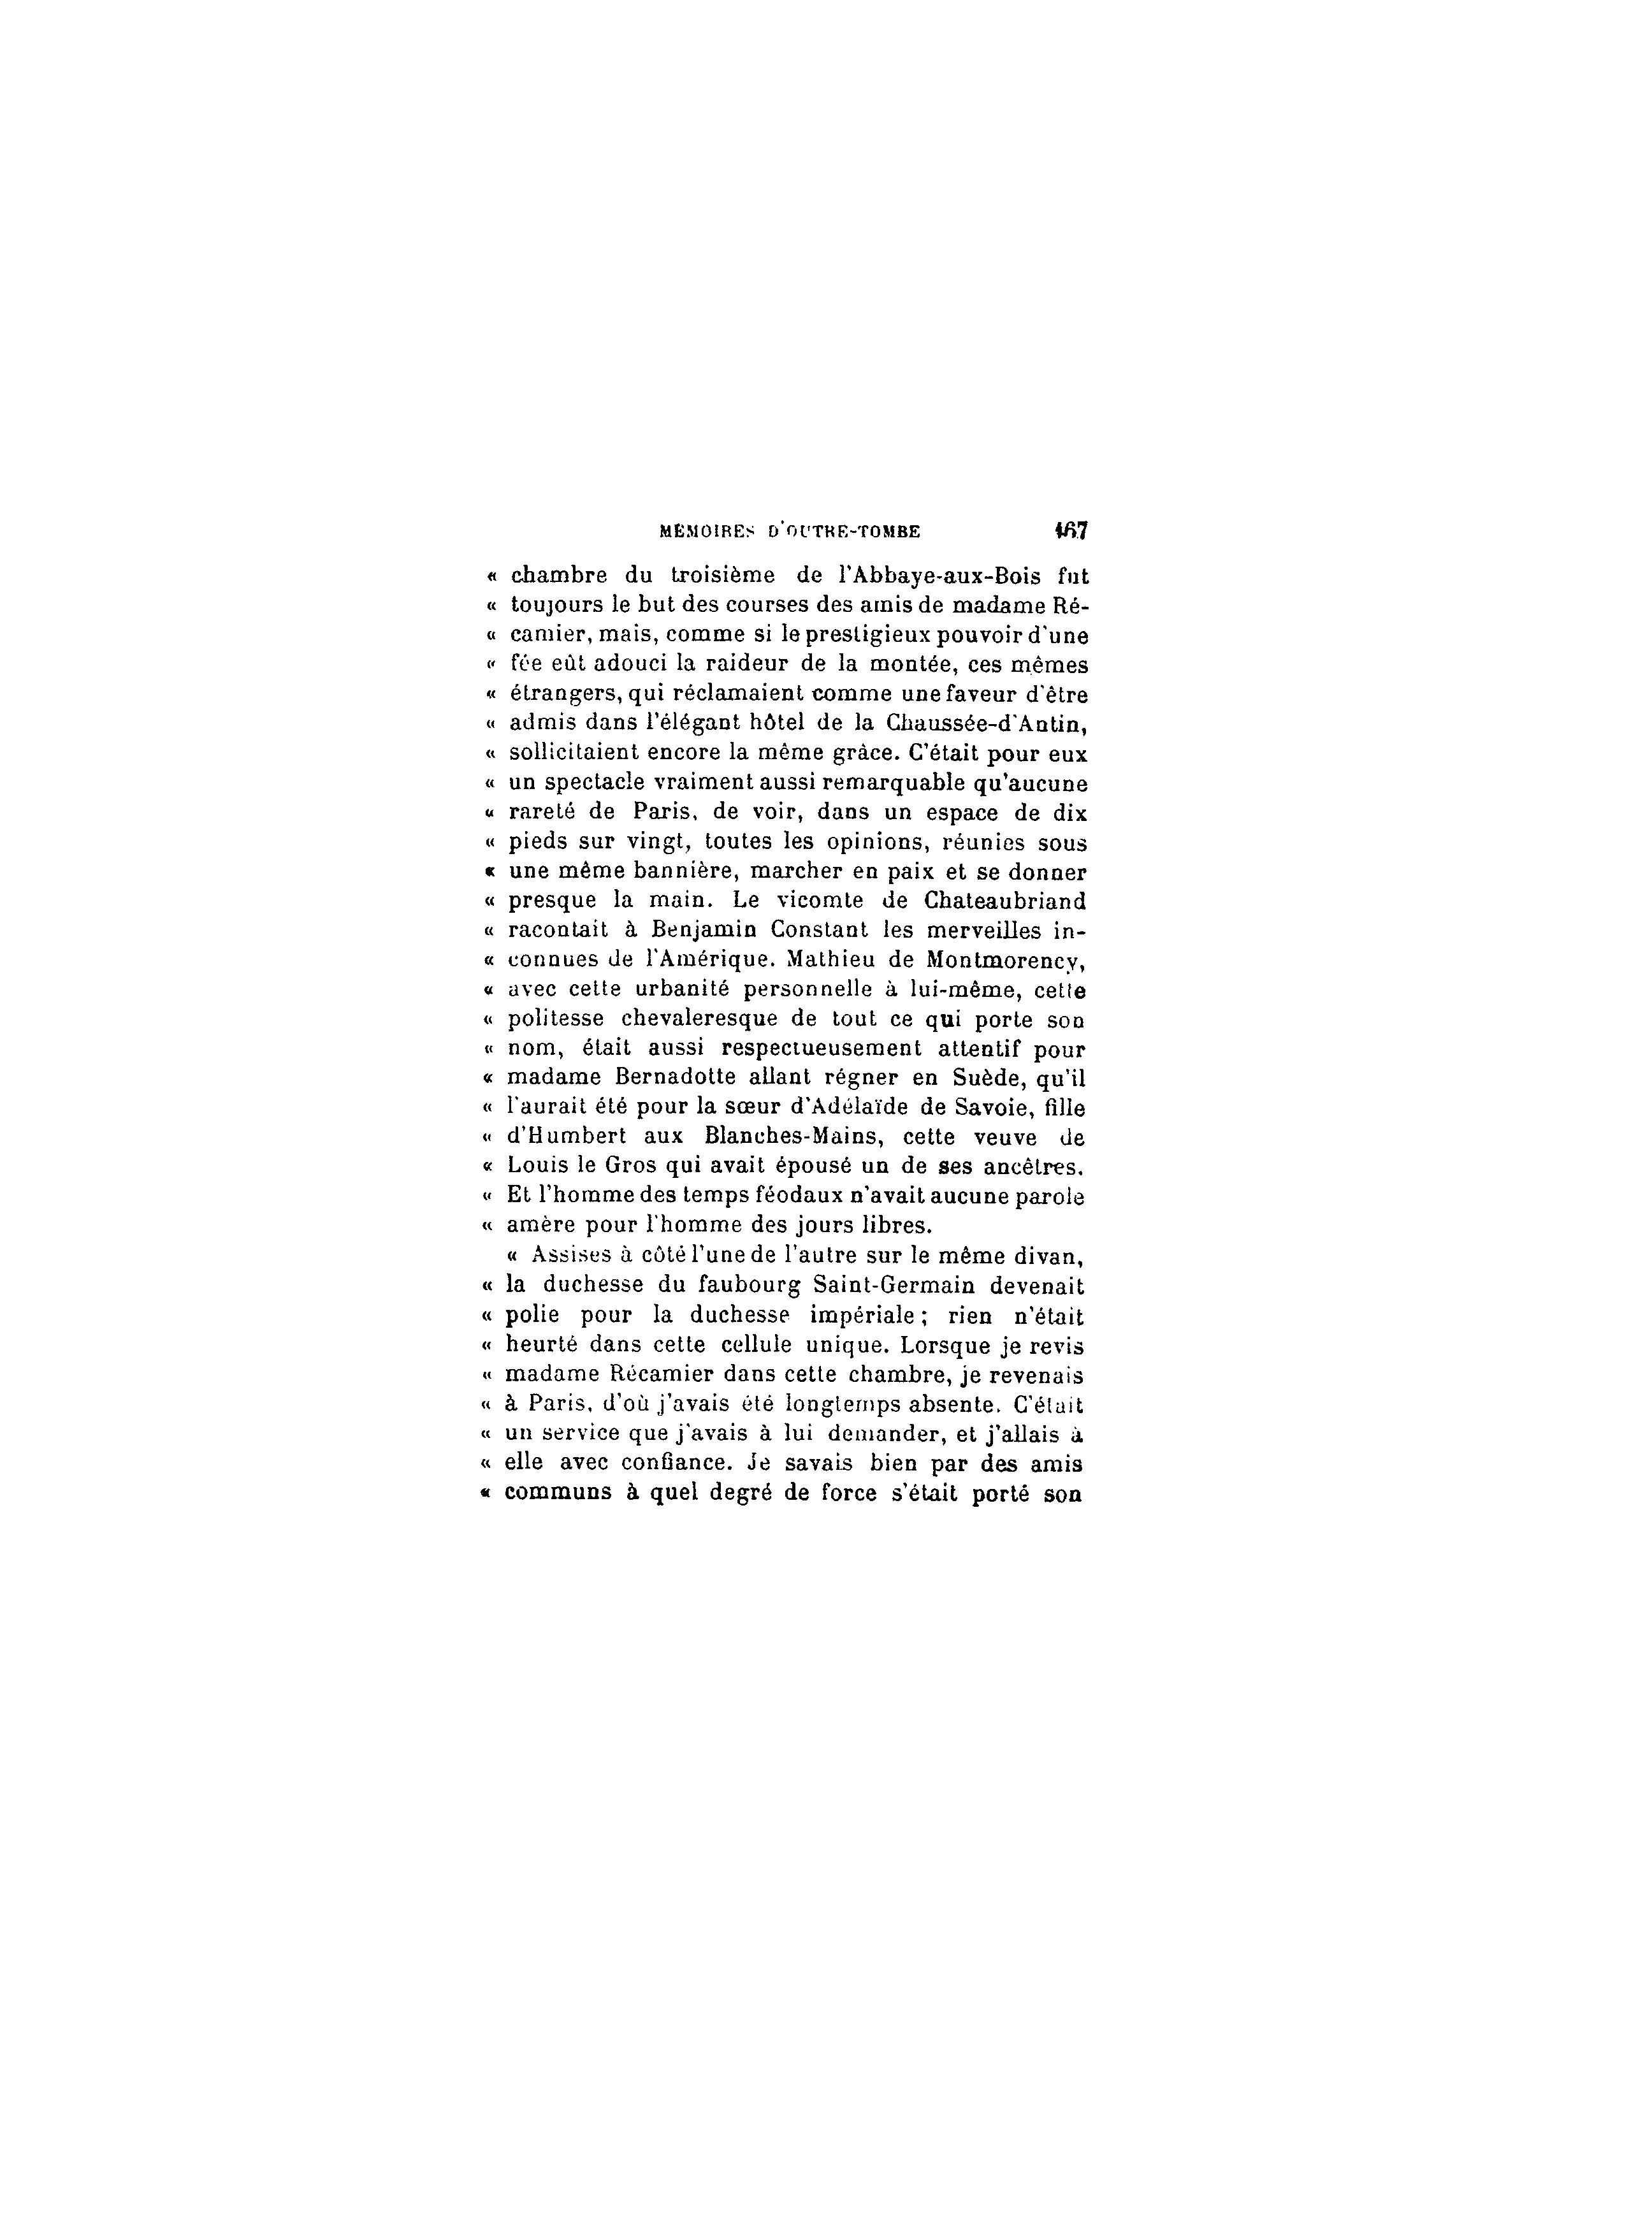 MÉMOIRES D'OUTRE-TOMBE 467
« chambre du troisième de l'Abbaye-aux-Bois fut
« toujours le but des courses des amis de madame Ré-
« camier, mais, comme si le prestigieux pouvoir d'une
« fée eût adouci la raideur de la montée, ces mêmes
« étrangers, qui réclamaient comme une faveur d'être
« admis dans l'élégant hôtel de la Chaussée-d'Antin,
« sollicitaient encore la même grâce. C'était pour eux
« un spectacle vraiment aussi remarquable qu'aucune
« rareté de Paris, de voir, dans un espace de dix
« pieds sur vingt, toutes les opinions, réunies sous
« une même bannière, marcher en paix et se donner
« presque la main. Le vicomte de Chateaubriand
« racontait à Benjamin Constant les merveilles in-
« connues de l'Amérique. Mathieu de Montmorency,
« avec cette urbanité personnelle à lui-même, cette
« politesse chevaleresque de tout ce qui porte son
« nom, était aussi respectueusement attentif pour
« madame Bernadotte allant régner en Suède, qu'il
« l'aurait été pour la sœur d'Adélaïde de Savoie, fille
« d'Humbert aux Blanches-Mains, cette veuve de
« Louis le Gros qui avait épousé un de ses ancêtres.
« Et l'homme des temps féodaux n'avait aucune parole
« amère pour l'homme des jours libres.
« Assises à côté l'une de l'autre sur le même divan,
« la duchesse du faubourg Saint-Germain devenait
« polie pour la duchesse impériale ; rien n'était
« heurté dans cette cellule unique. Lorsque je revis
« madame Récamier dans cette chambre, je revenais
« à Paris, d'où j'avais été longtemps absente. C'était
« un service que j'avais à lui demander, et j'allais à
« elle avec confiance. Je savais bien par des amis
« communs à quel degré de force s'était porté son